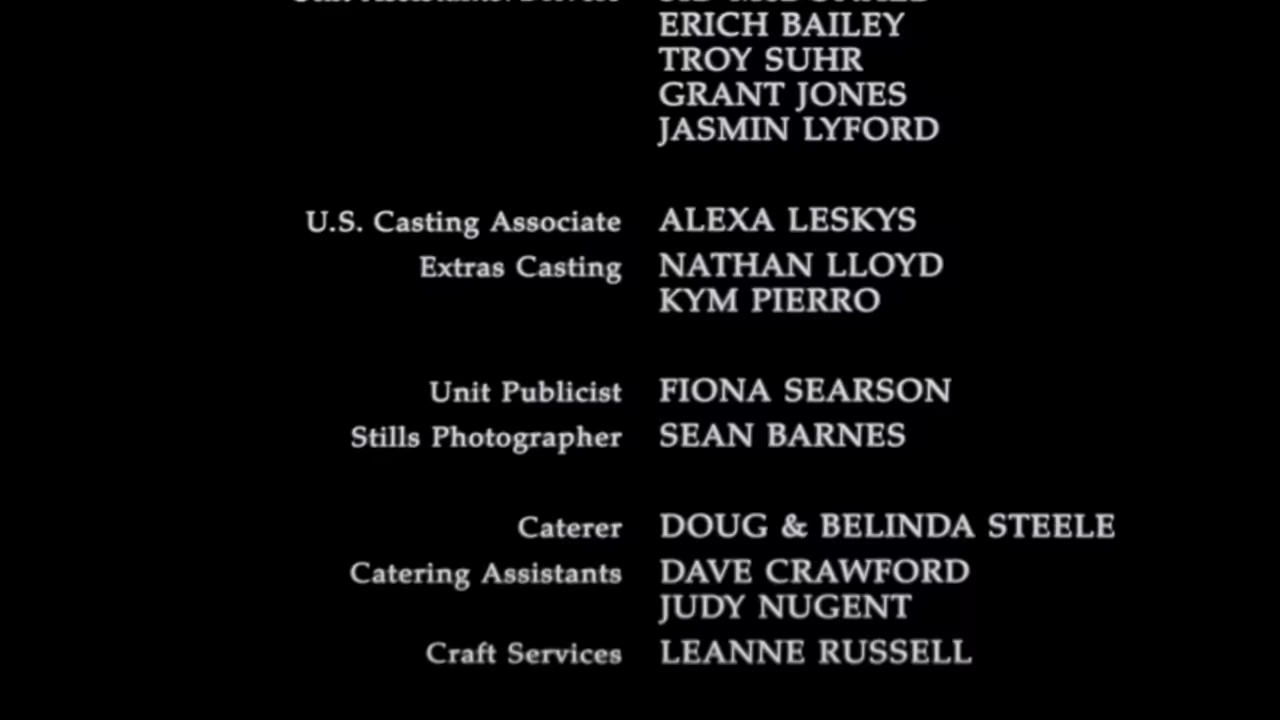 ERICH BAILEY
TROY SUHR
GRANT JONES
JASMIN LYFORD
U.S. Casting Associate ALEXA LESKYS
Extras Casting NATHAN LLOYD
KYM PIERRO
Unit Publicist FIONA SEARSON
Stills Photographer SEAN BARNES
Caterer DOUG & BELINDA STEELE
Catering Assistants DAVE CRAWFORD
JUDY NUGENT
Craft Services LEANNE RUSSELL